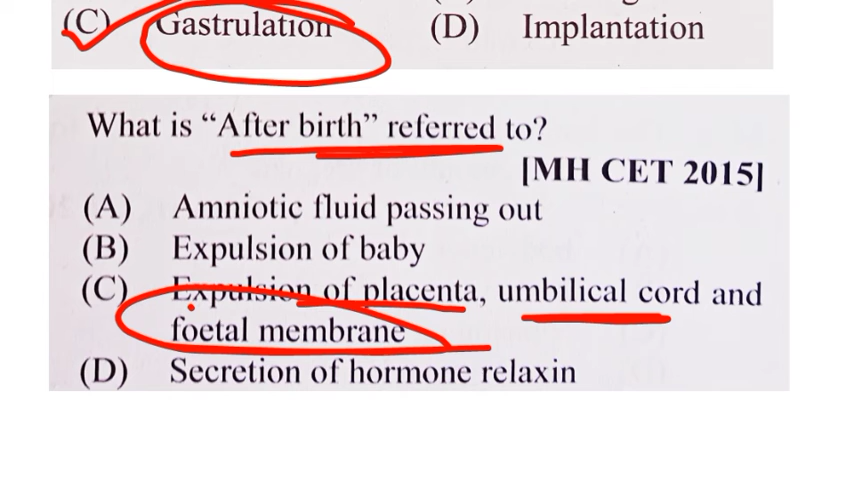 (C) Gastrulation (D) Implantation
What is “After birth” referred to?
[MH CET 2015]
(A) Amniotic fluid passing out
(B) Expulsion of baby
(C) Expulsion of placenta, umbilical cord and
foetal membrane
(D) Secretion of hormone relaxin